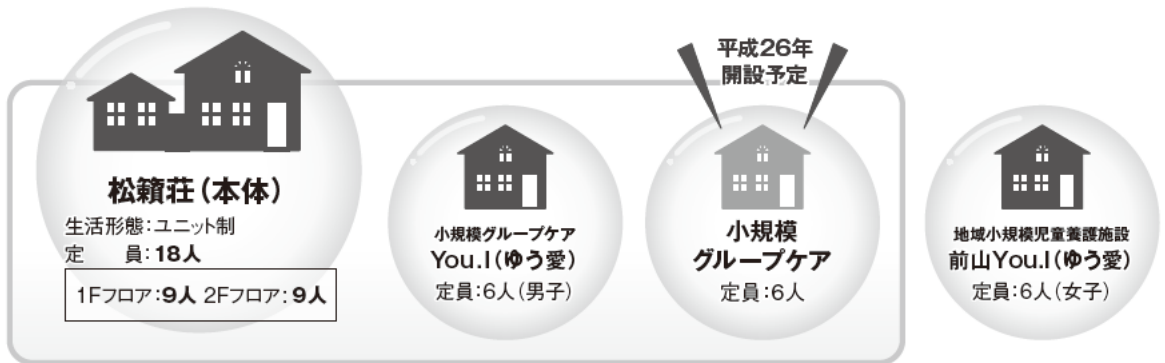 松籟荘（本体）
生活形態：ユニット制
定　員：18人
1Fフロア：9人 2Fフロア：9人
小規模グループケア
You.I（ゆう愛）
定員：6人（男子）
平成26年
開設予定
小規模
グループケア
定員：6人
地域小規模児童養護施設
前山You.I（ゆう愛）
定員：6人（女子）